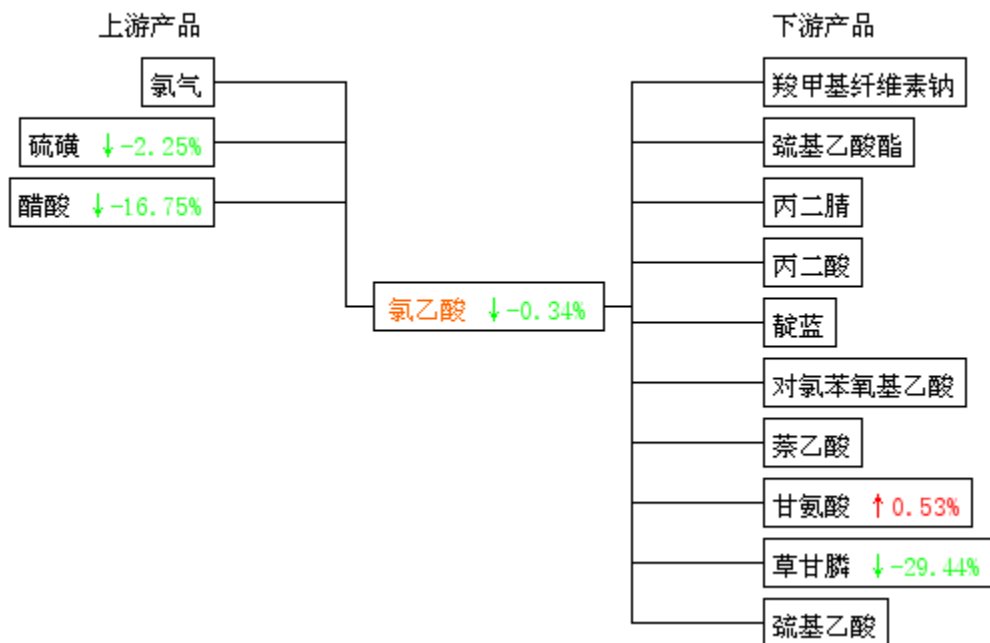 上游产品
氯气
硫磺 ↓-2.25%
醋酸 ↓-16.75%
氯乙酸 ↓-0.34%
下游产品
羧甲基纤维素钠
巯基乙酸酯
丙二腈
丙二酸
靛蓝
对氯苯氧基乙酸
萘乙酸
甘氨酸 ↑0.53%
草甘膦 ↓-29.44%
巯基乙酸